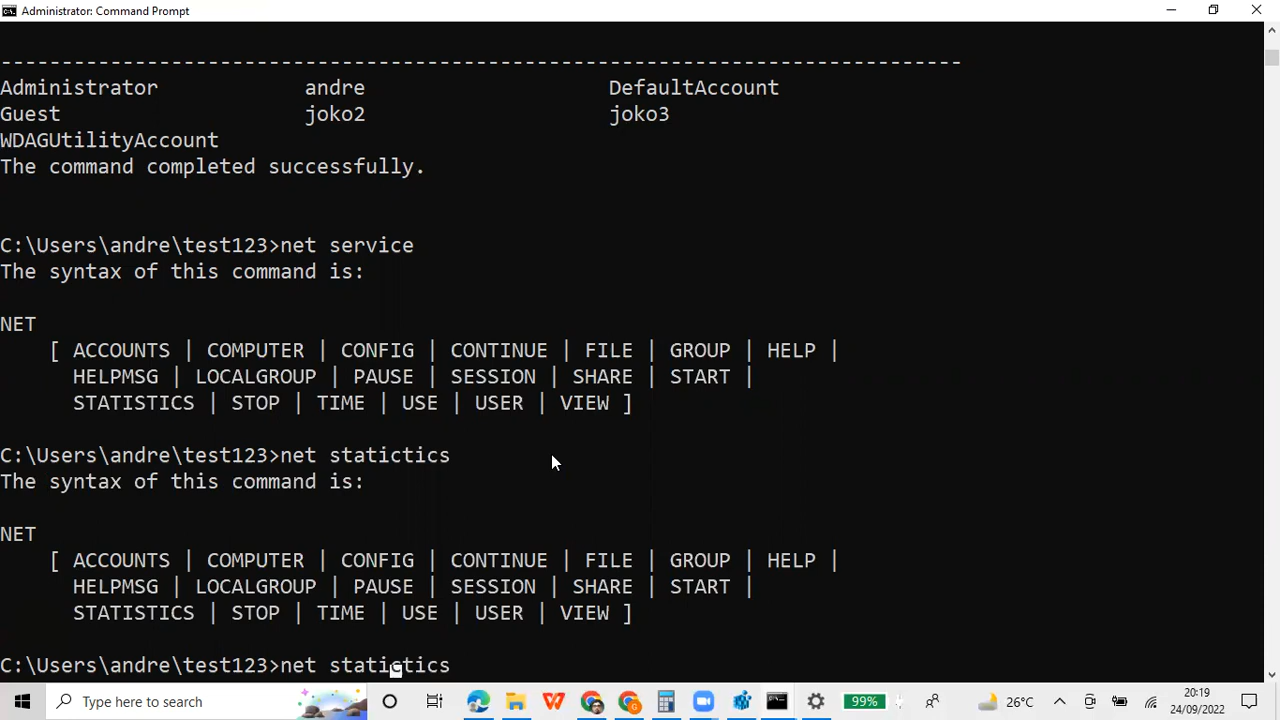 Administrator: Command Prompt
-------------------------------------------------------------------------------
Administrator            andre                    DefaultAccount
Guest                    joko2                    joko3
WDAGUtilityAccount
The command completed successfully.
C:\Users\andre\test123>net service
The syntax of this command is:
NET
[ ACCOUNTS | COMPUTER | CONFIG | CONTINUE | FILE | GROUP | HELP |
HELPMSG | LOCALGROUP | PAUSE | SESSION | SHARE | START |
STATISTICS | STOP | TIME | USE | USER | VIEW ]
C:\Users\andre\test123>net statictics
The syntax of this command is:
NET
[ ACCOUNTS | COMPUTER | CONFIG | CONTINUE | FILE | GROUP | HELP |
HELPMSG | LOCALGROUP | PAUSE | SESSION | SHARE | START |
STATISTICS | STOP | TIME | USE | USER | VIEW ]
C:\Users\andre\test123>net statictics
Type here to search
99%
26°C
20:19
24/09/2022